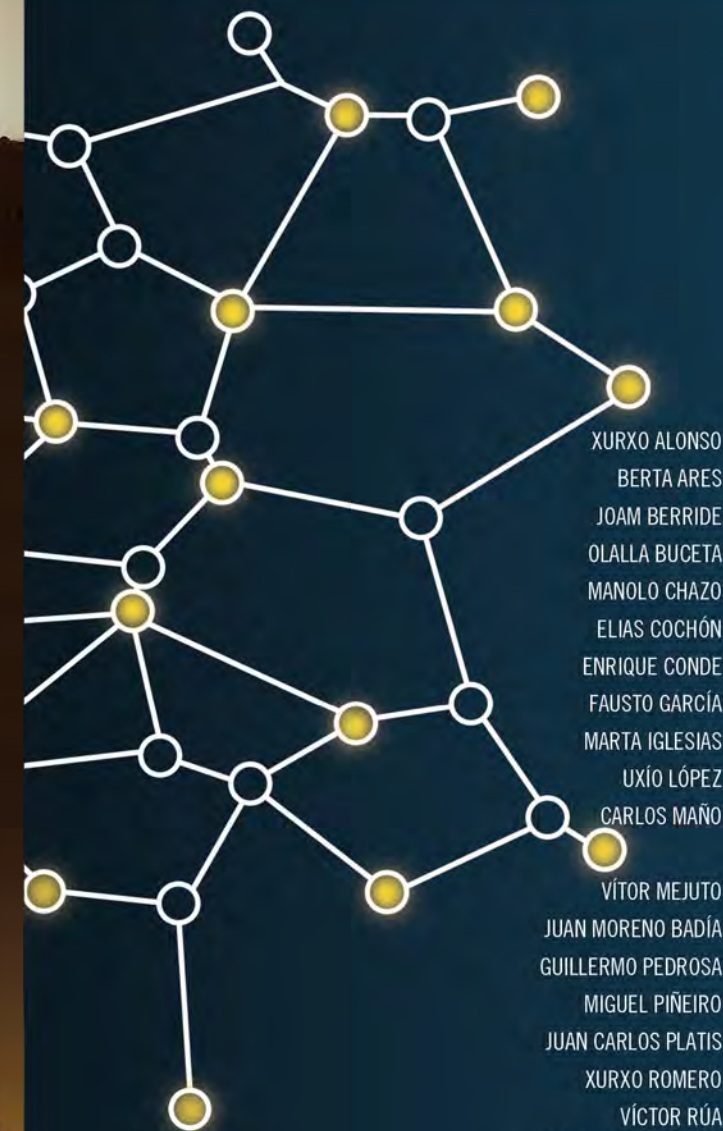 XURXO ALONSO
BERTA ARES
JOAM BERRIDE
OLALLA BUCETA
MANOLO CHAZO
ELIAS COCHÓN
ENRIQUE CONDE
FAUSTO GARCÍA
MARTA IGLESIAS
UXÍO LÓPEZ
CARLOS MAÑO
VÍTOR MEJUTO
JUAN MORENO BADÍA
GUILLERMO PEDROSA
MIGUEL PIÑEIRO
JUAN CARLOS PLATIS
XURXO ROMERO
VÍCTOR RÚA